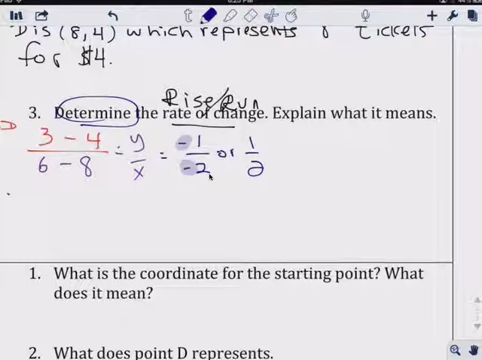 D is (8,4) which represents 8 tickets
for $4.
Rise/Run
3. Determine the rate of change. Explain what it means.
3 - 4 / 6 - 8 = y/x = -1/-2 or 1/2
1. What is the coordinate for the starting point? What
does it mean?
2. What does point D represents.